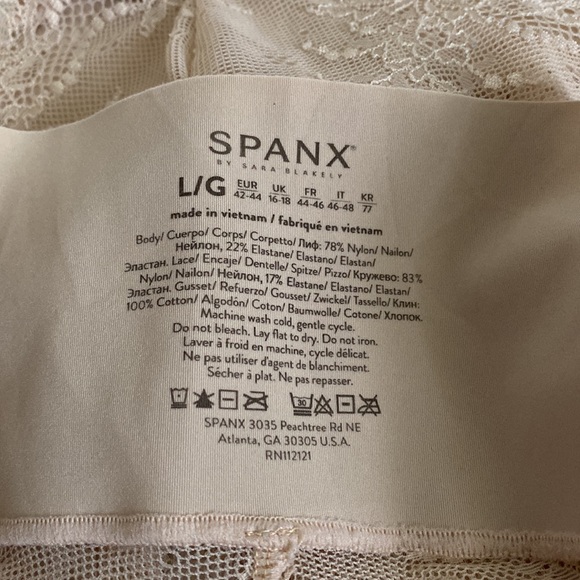 SPANX®
BY SARA BLAKELY
L/G EUR 42-44 UK 16-18 FR 44-46 IT 46-48 KR 77
made in vietnam / fabriqué en vietnam
Body/ Cuerpo/ Corps/ Corpetto/ Лиф: 78% Nylon/ Nailon/
Нейлон, 22% Elastane/ Elastano/ Elastan/
Эластан. Lace/ Encaje/ Dentelle/ Spitze/ Pizzo/ Кружево: 83%
Nylon/ Nailon/ Нейлон, 17% Elastane/ Elastano/ Elastan/
Эластан. Gusset/ Refuerzo/ Gousset/ Zwickel/ Tassello/ Клин:
100% Cotton/ Algodón/ Coton/ Baumwolle/ Cotone/ Хлопок.
Machine wash cold, gentle cycle.
Do not bleach. Lay flat to dry. Do not iron.
Laver à froid en machine, cycle délicat.
Ne pas utiliser d'agent de blanchiment.
Sécher à plat. Ne pas repasser.
30
SPANX 3035 Peachtree Rd NE
Atlanta, GA 30305 U.S.A.
RN112121